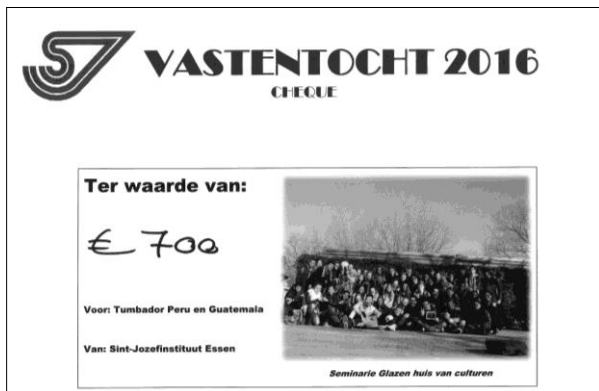 VASTENTOCHT 2016
CHEQUE
Ter waarde van:
€ 700
Voor: Tumbador Peru en Guatemala
Van: Sint-Jozefinstituut Essen
Seminarie Glazen huis van culturen